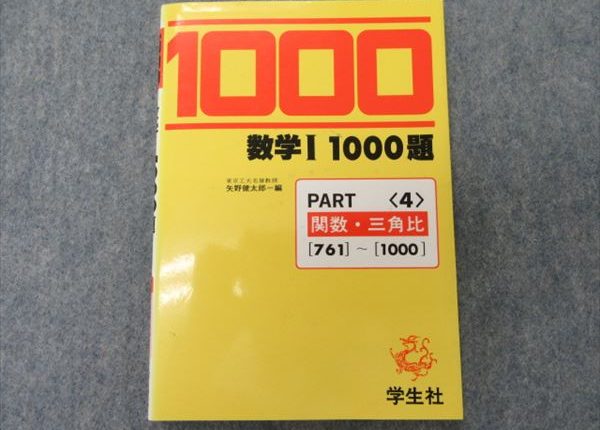 1000
数学I 1000題
東京工大名誉教授
矢野健太郎一編
PART 〈4〉
関数・三角比
[761] ~ [1000]
学生社